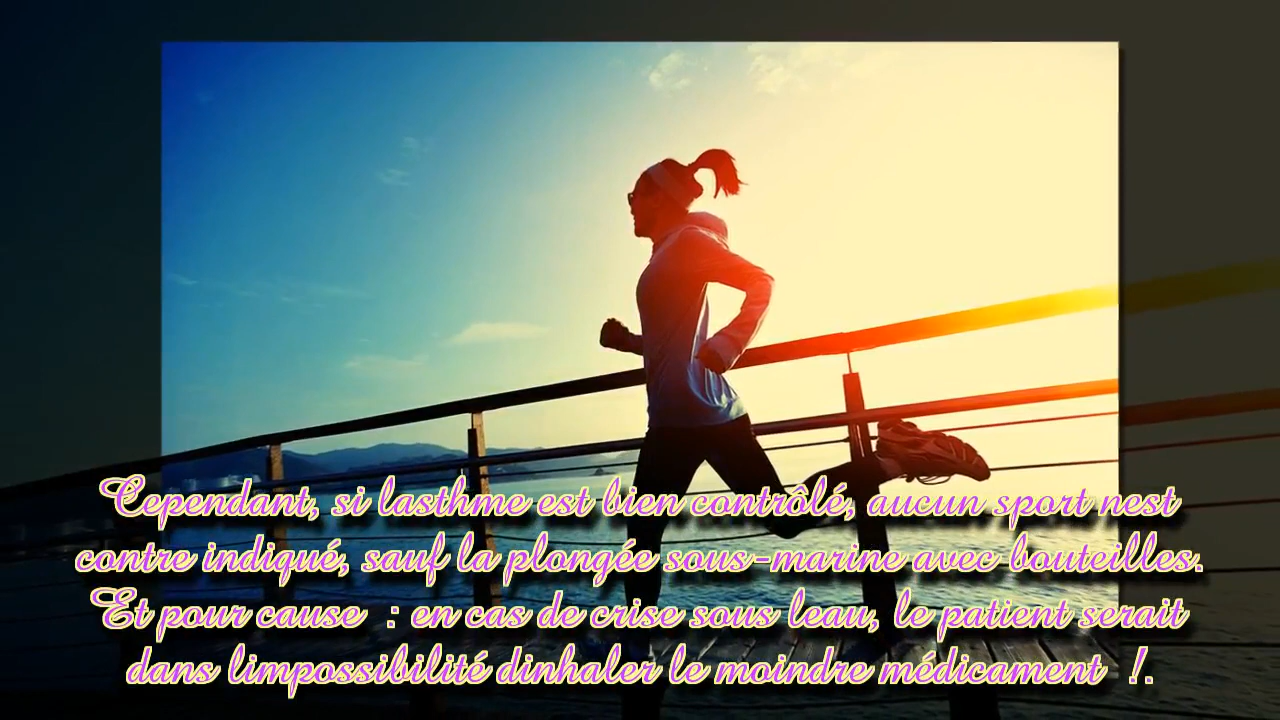 Cependant, si lasthme est bien contrôlé, aucun sport nest
contre indiqué, sauf la plongée sous-marine avec bouteilles.
Et pour cause  : en cas de crise sous leau, le patient serait
dans limpossibilité dinhaler le moindre médicament  !.